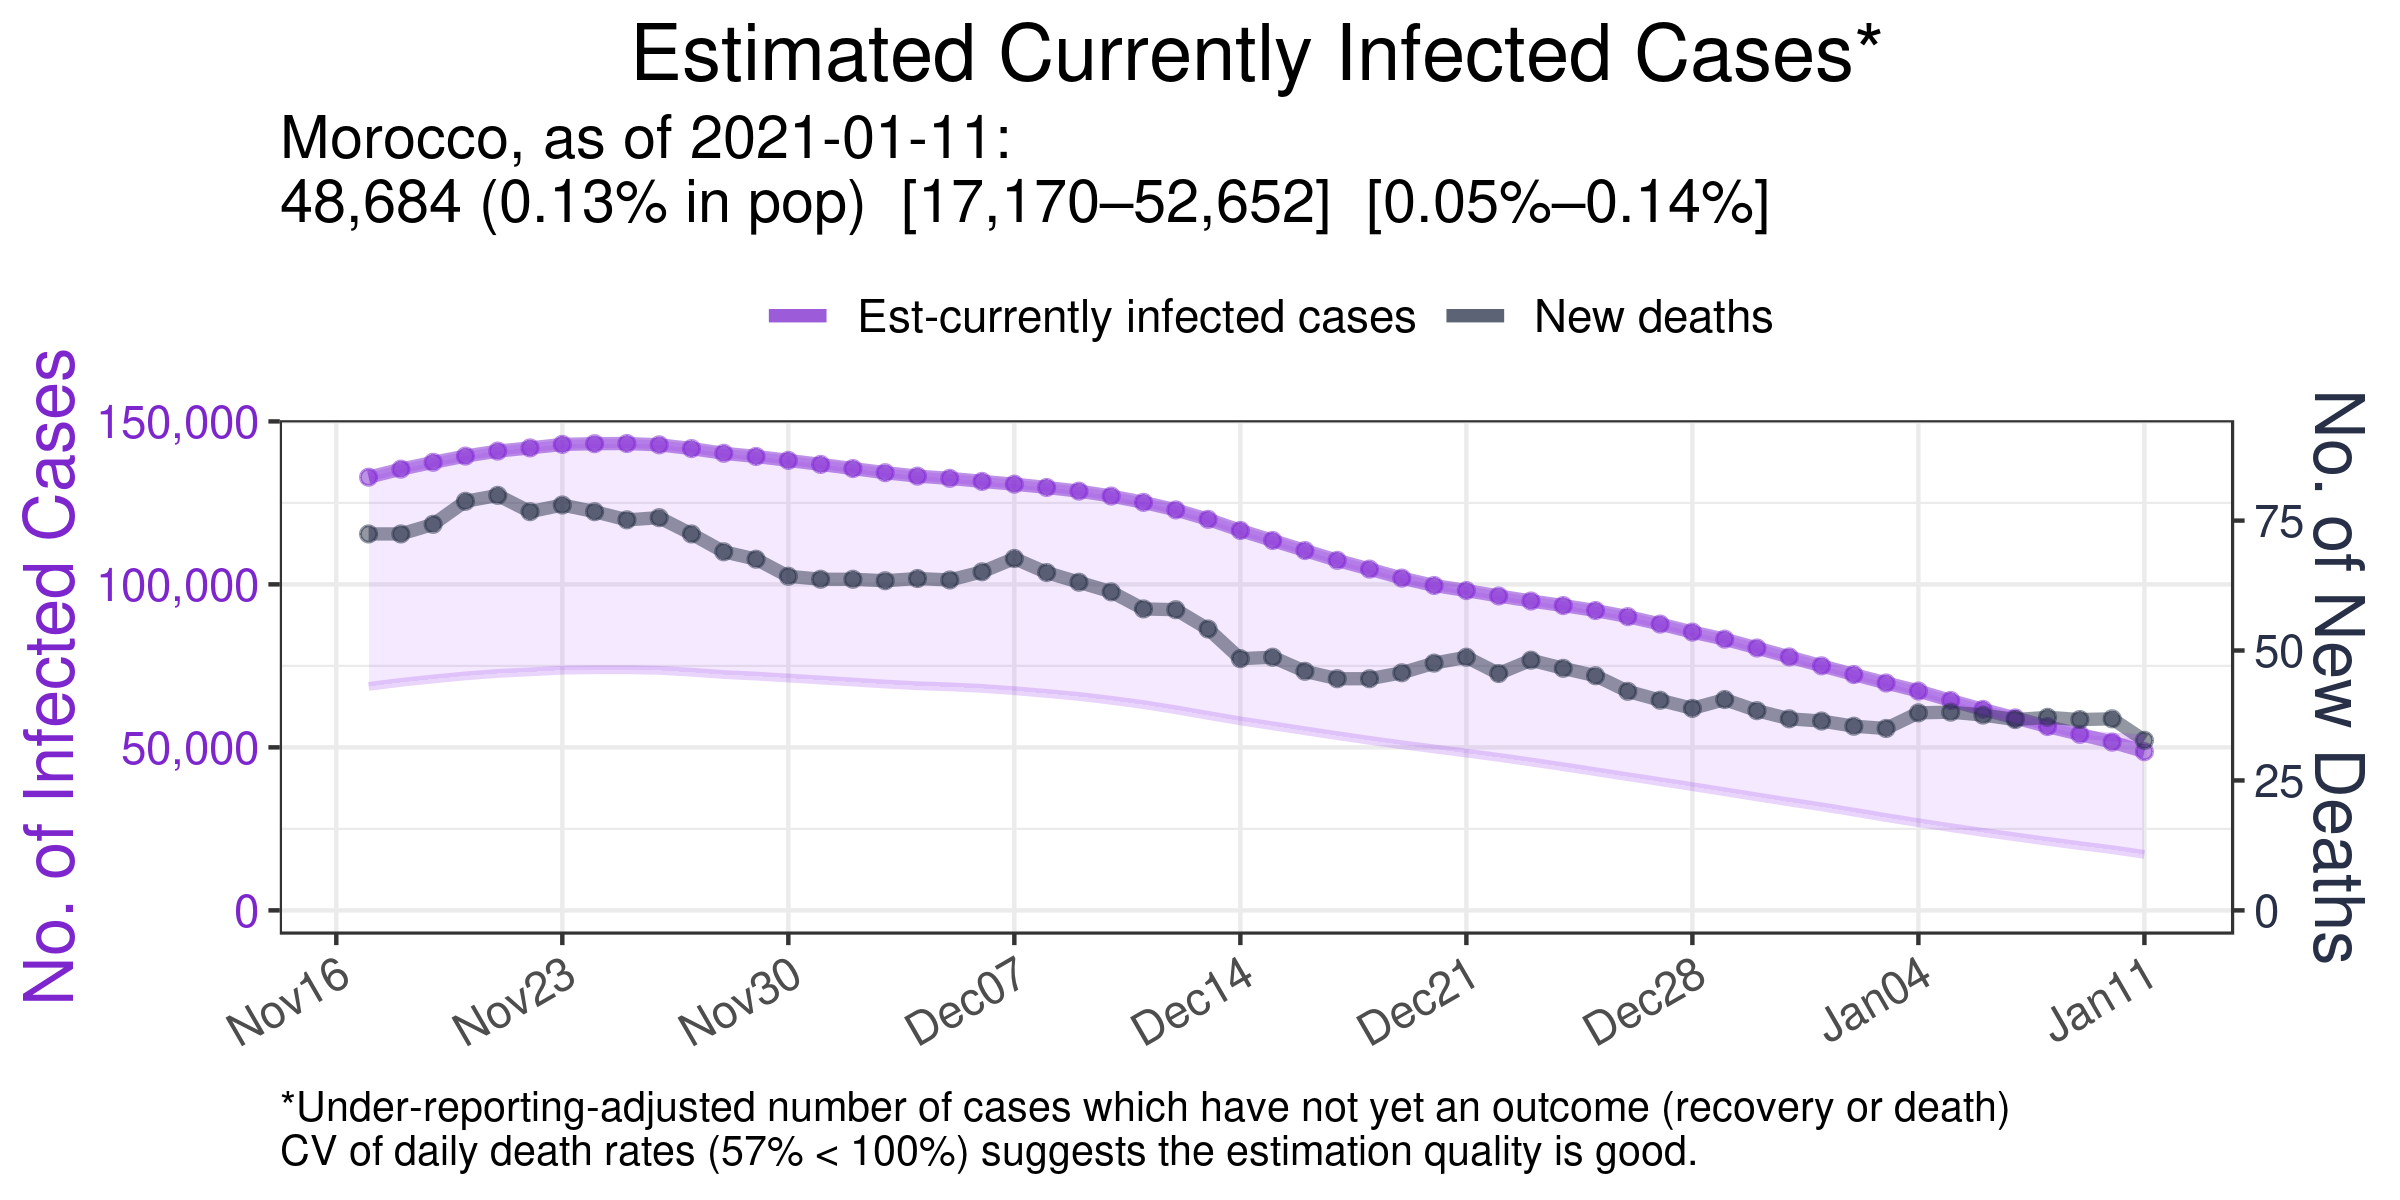 Estimated Currently Infected Cases*
Morocco, as of 2021-01-11:
48,684 (0.13% in pop)  [17,170–52,652]  [0.05%–0.14%]
Est-currently infected cases
New deaths
No. of Infected Cases
150,000
100,000
50,000
0
No. of New Deaths
75
50
25
0
Nov16
Nov23
Nov30
Dec07
Dec14
Dec21
Dec28
Jan04
Jan11
*Under-reporting-adjusted number of cases which have not yet an outcome (recovery or death)
CV of daily death rates (57% < 100%) suggests the estimation quality is good.